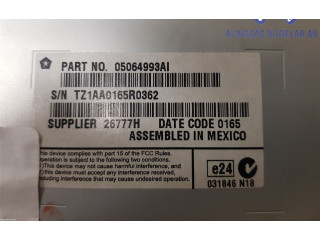 PART NO. 05064993AI
S/N TZ1AA0165R0362
SUPPLIER 26777H DATE CODE 0165
ASSEMBLED IN MEXICO
his device complies with part 15 of the FCC Rules.
is subject to the following two conditions.
This device may not cause harmful interference, and
this device must accept any interference received,
including interference that may cause undesired operation.
e24
031846 N18